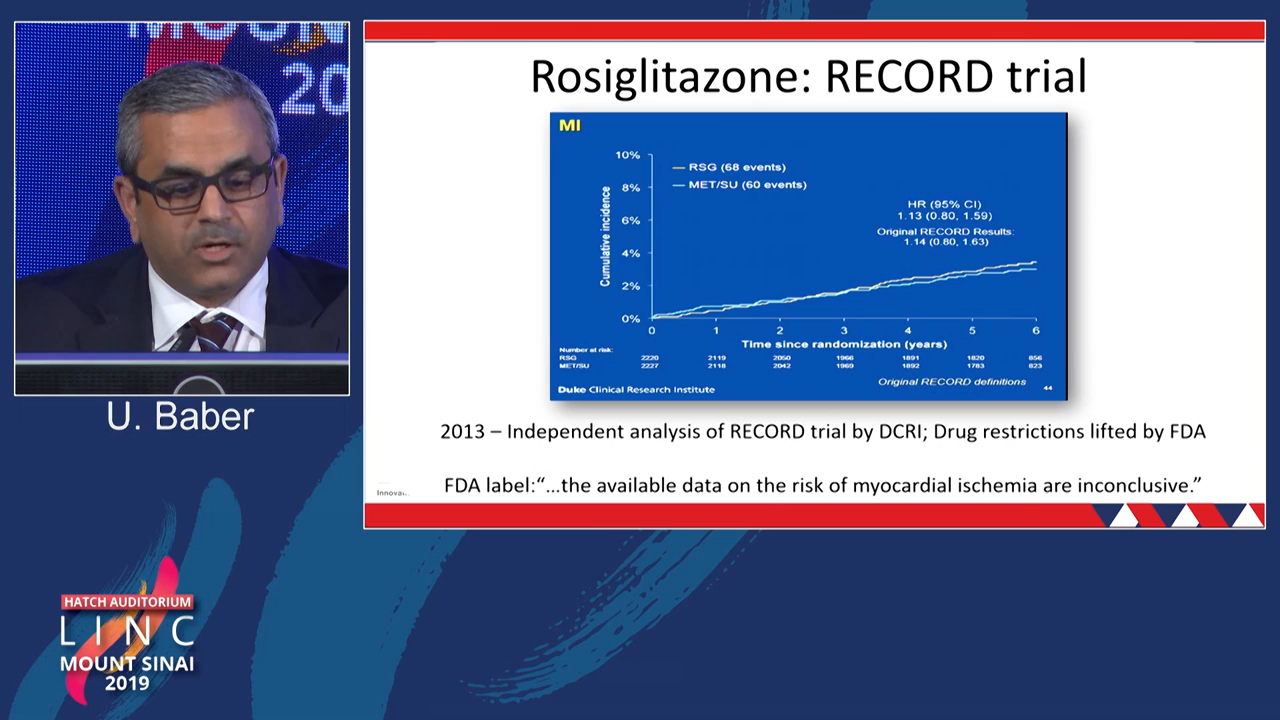 MOUN
20
U. Baber
HATCH AUDITORIUM
LINC
MOUNT SINAI
2019
Rosiglitazone: RECORD trial
MI
10%
8%
6%
4%
2%
0%
Cumulative incidence
RSG (68 events)
MET/SU (60 events)
HR (95% CI)
1.13 (0.80, 1.59)
Original RECORD Results:
1.14 (0.80, 1.63)
0 1 2 3 4 5 6
Time since randomization (years)
Number at risk:
RSG 2220 2119 2050 1966 1891 1820 856
MET/SU 2227 2118 2042 1969 1892 1783 823
Original RECORD definitions
Duke Clinical Research Institute
44
2013 – Independent analysis of RECORD trial by DCRI; Drug restrictions lifted by FDA
FDA label:“...the available data on the risk of myocardial ischemia are inconclusive.”